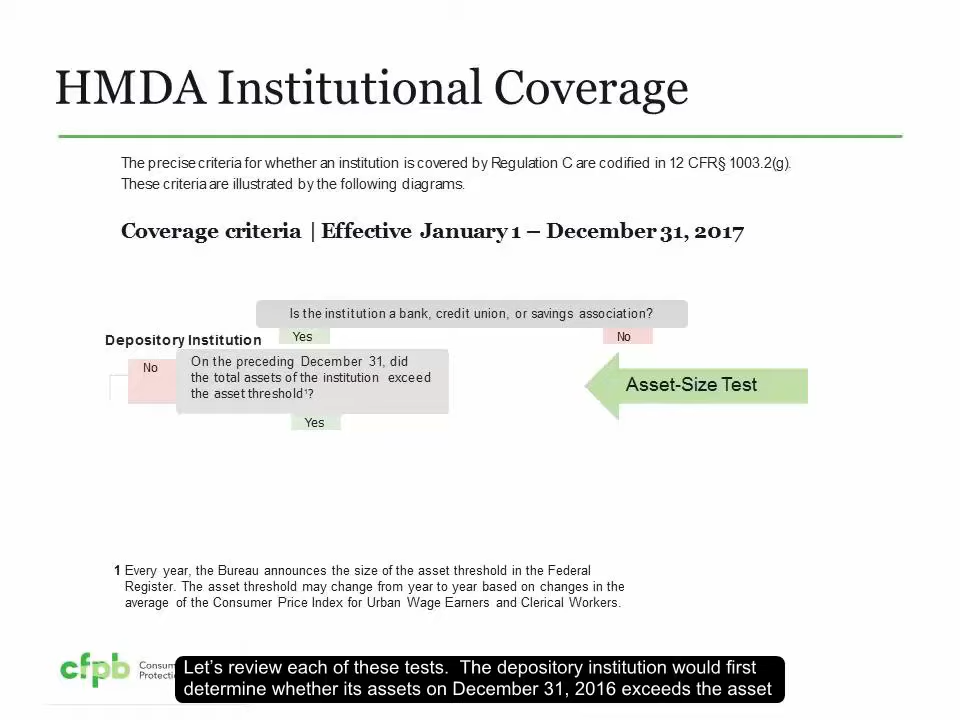 HMDA Institutional Coverage
The precise criteria for whether an institution is covered by Regulation C are codified in 12 CFR§ 1003.2(g).
These criteria are illustrated by the following diagrams.
Coverage criteria | Effective January 1 – December 31, 2017
Is the institution a bank, credit union, or savings association?
Depository Institution
Yes
No
No
On the preceding December 31, did
the total assets of the institution exceed
the asset threshold¹?
Asset-Size Test
Yes
1 Every year, the Bureau announces the size of the asset threshold in the Federal
Register. The asset threshold may change from year to year based on changes in the
average of the Consumer Price Index for Urban Wage Earners and Clerical Workers.
cfpb
Consum
Protectic
Let's review each of these tests. The depository institution would first
determine whether its assets on December 31, 2016 exceeds the asset